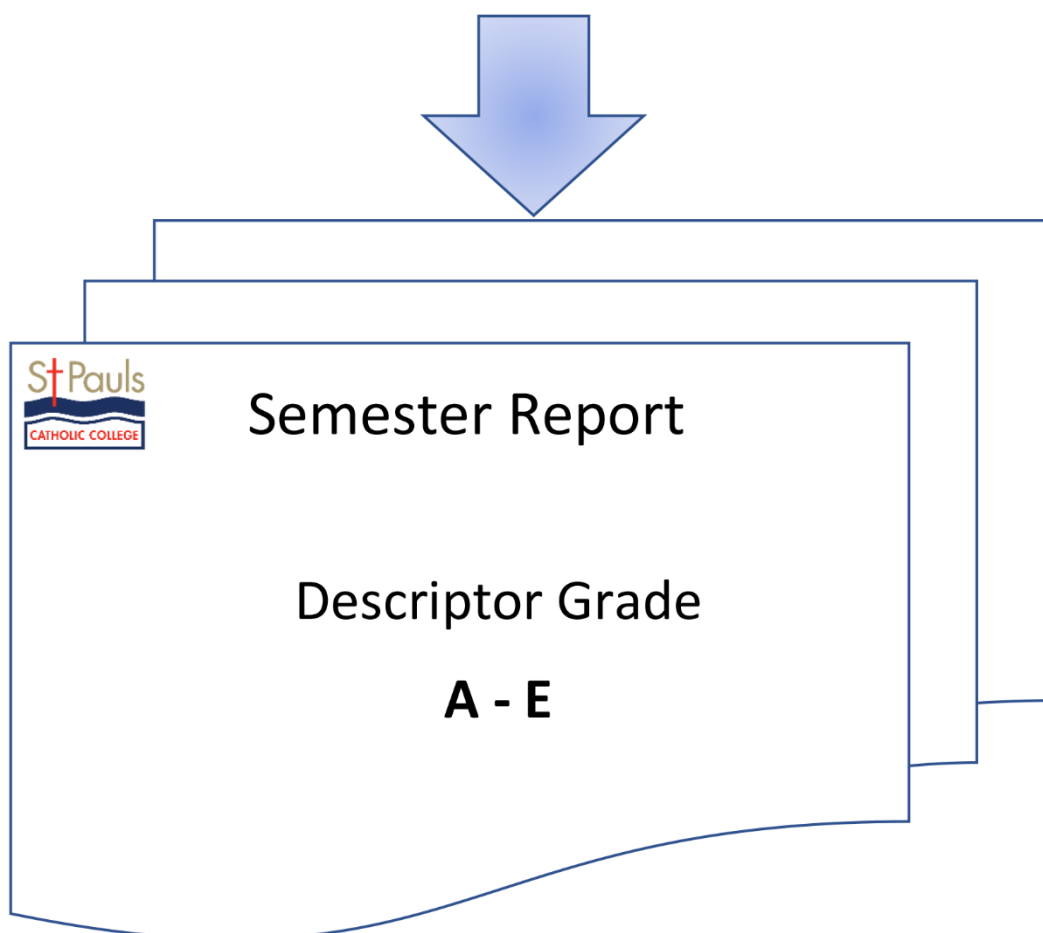 St Pauls
CATHOLIC COLLEGE
Semester Report
Descriptor Grade
A - E